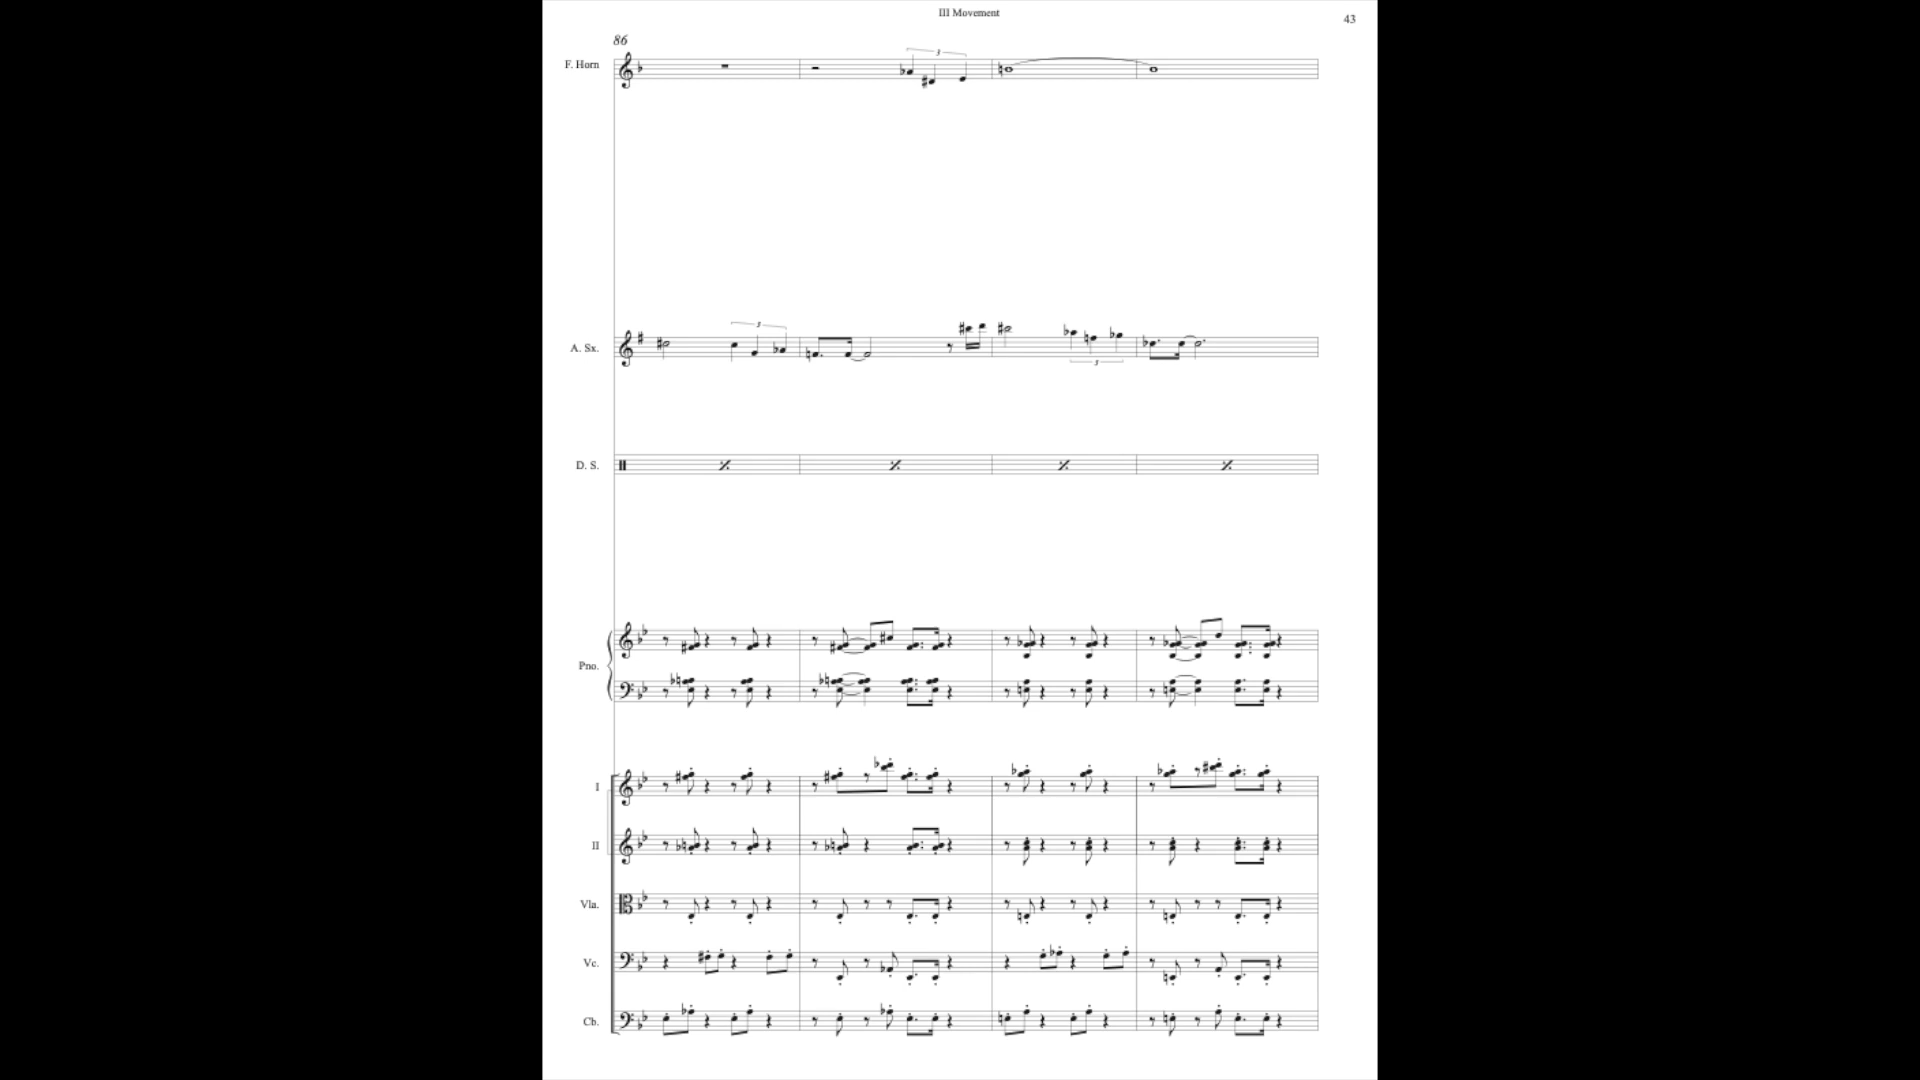 III Movement
43
86
F. Horn
3
A. Sx.
3
3
D. S.
Pno.
I
II
Vla.
Vc.
Cb.